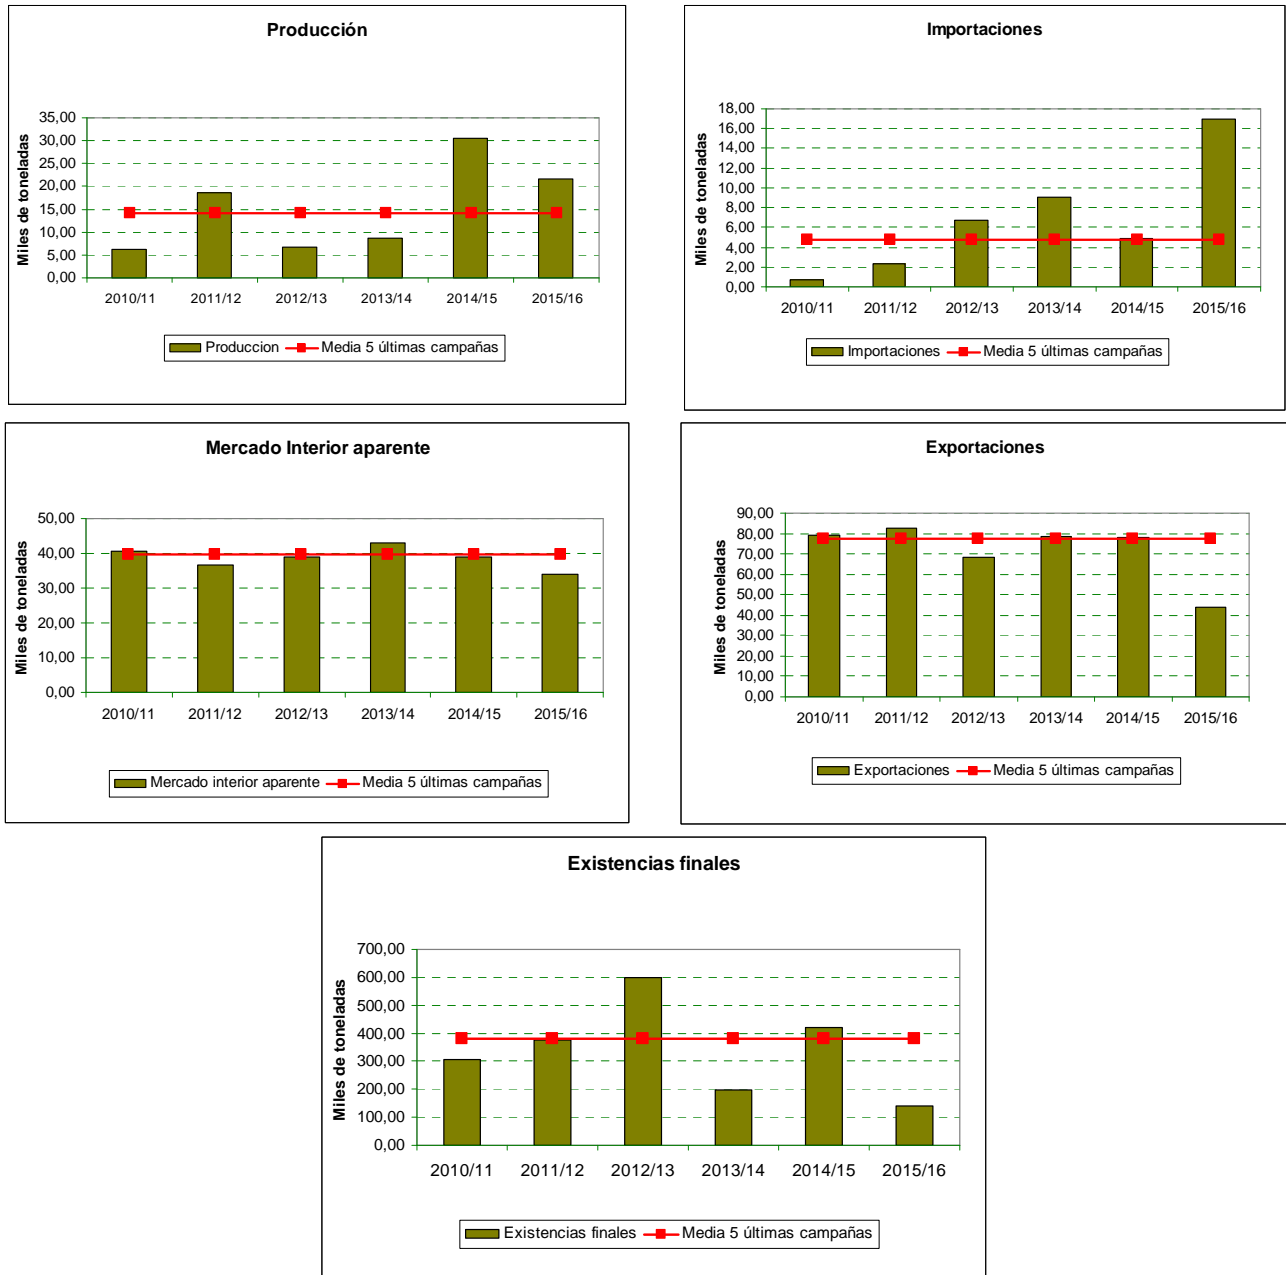 Producción
Miles de toneladas
35,00
30,00
25,00
20,00
15,00
10,00
5,00
0,00
2010/11 2011/12 2012/13 2013/14 2014/15 2015/16
Produccion Media 5 últimas campañas
Importaciones
Miles de toneladas
18,00
16,00
14,00
12,00
10,00
8,00
6,00
4,00
2,00
0,00
2010/11 2011/12 2012/13 2013/14 2014/15 2015/16
Importaciones Media 5 últimas campañas
Mercado Interior aparente
Miles de toneladas
50,00
40,00
30,00
20,00
10,00
0,00
2010/11 2011/12 2012/13 2013/14 2014/15 2015/16
Mercado interior aparente Media 5 últimas campañas
Exportaciones
Miles de toneladas
90,00
80,00
70,00
60,00
50,00
40,00
30,00
20,00
10,00
0,00
2010/11 2011/12 2012/13 2013/14 2014/15 2015/16
Exportaciones Media 5 últimas campañas
Existencias finales
Miles de toneladas
700,00
600,00
500,00
400,00
300,00
200,00
100,00
0,00
2010/11 2011/12 2012/13 2013/14 2014/15 2015/16
Existencias finales Media 5 últimas campañas